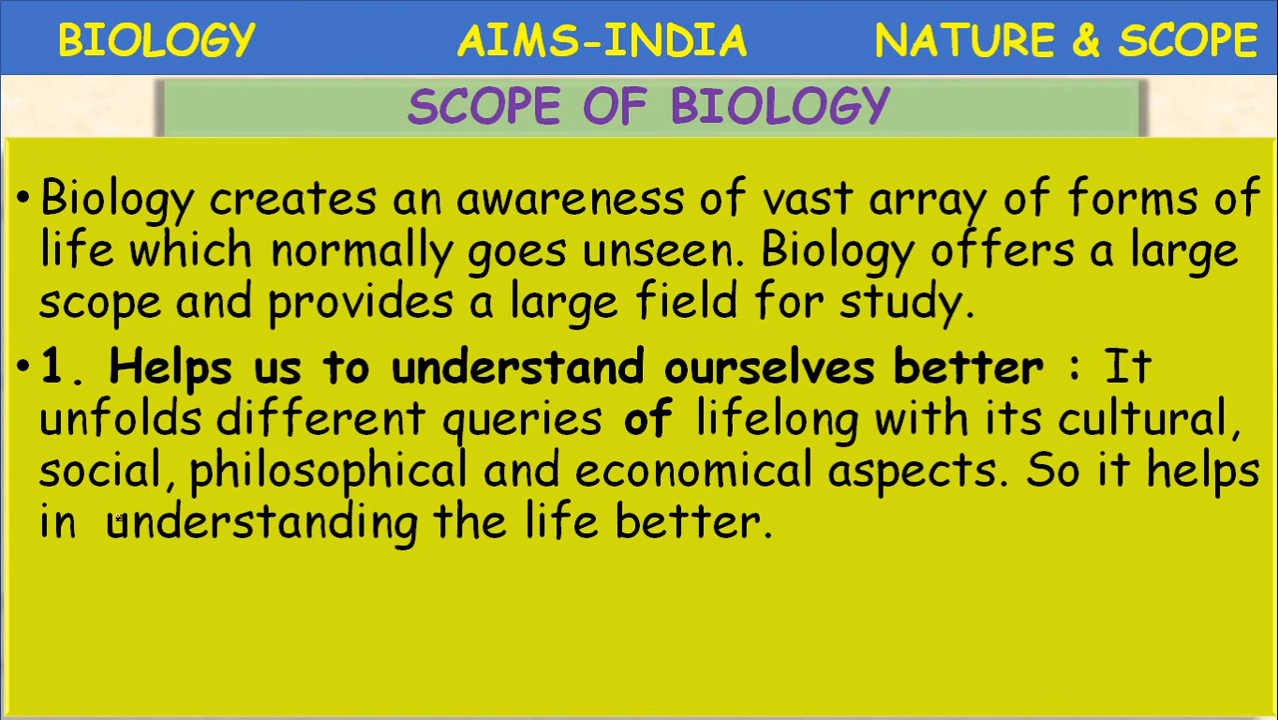 BIOLOGY AIMS-INDIA NATURE & SCOPE
SCOPE OF BIOLOGY
•Biology creates an awareness of vast array of forms of
life which normally goes unseen. Biology offers a large
scope and provides a large field for study.
•1. Helps us to understand ourselves better : It
unfolds different queries of lifelong with its cultural,
social, philosophical and economical aspects. So it helps
in understanding the life better.